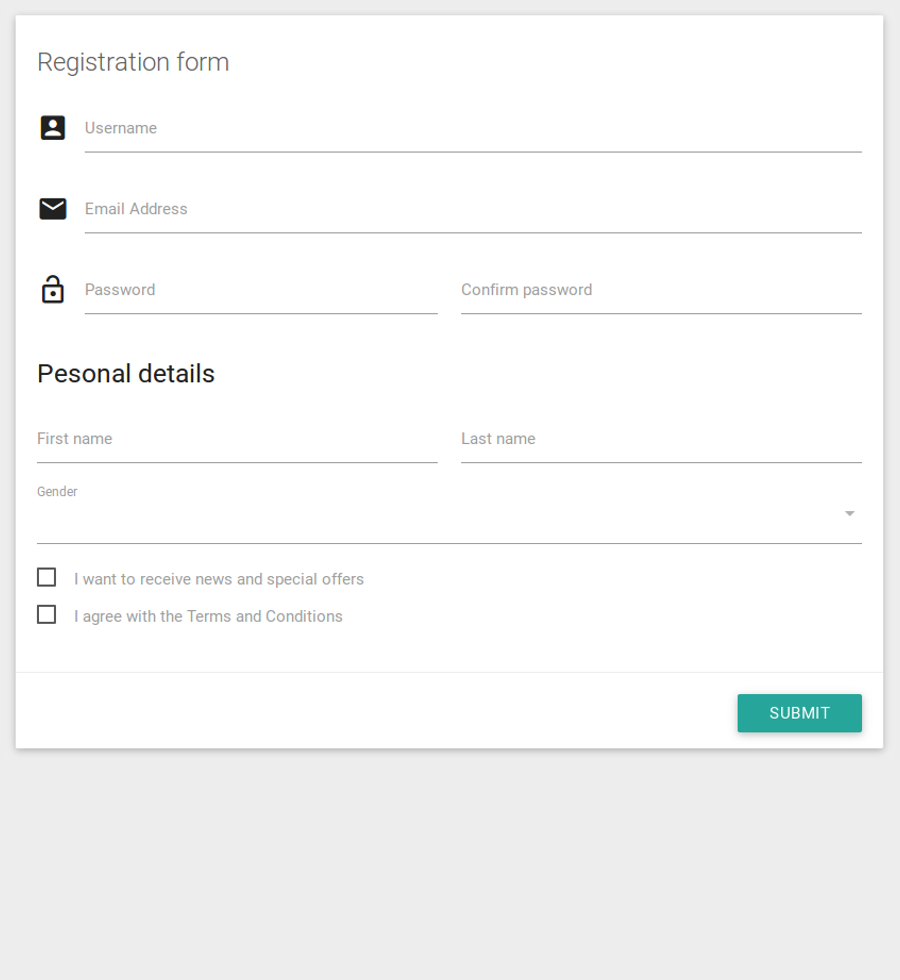 Registration form
Username
Email Address
Password Confirm password
Pesonal details
First name Last name
Gender
I want to receive news and special offers
I agree with the Terms and Conditions
SUBMIT